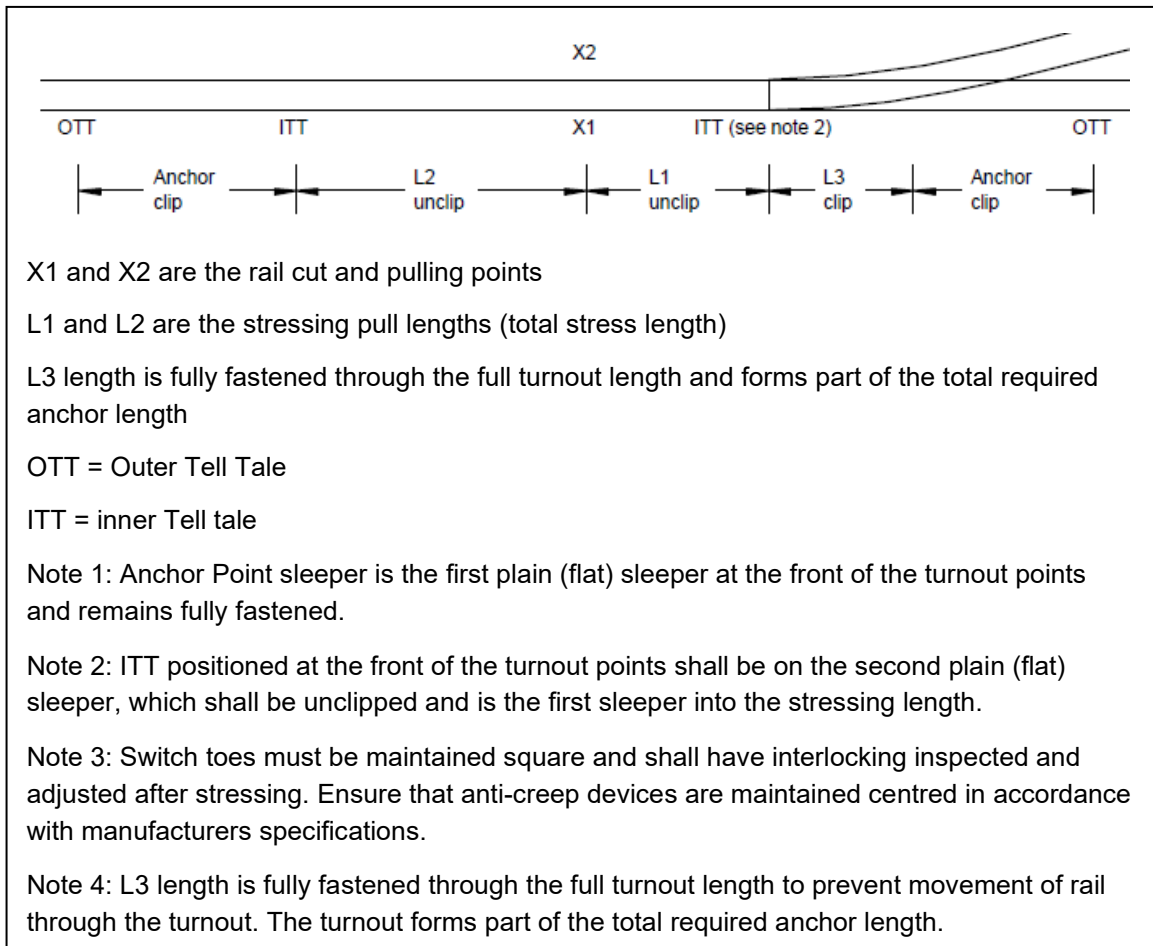 X2
OTT ITT X1 ITT (see note 2) OTT
Anchor L2 L1 L3 Anchor
clip unclip unclip clip clip
X1 and X2 are the rail cut and pulling points
L1 and L2 are the stressing pull lengths (total stress length)
L3 length is fully fastened through the full turnout length and forms part of the total required
anchor length
OTT = Outer Tell Tale
ITT = inner Tell tale
Note 1: Anchor Point sleeper is the first plain (flat) sleeper at the front of the turnout points
and remains fully fastened.
Note 2: ITT positioned at the front of the turnout points shall be on the second plain (flat)
sleeper, which shall be unclipped and is the first sleeper into the stressing length.
Note 3: Switch toes must be maintained square and shall have interlocking inspected and
adjusted after stressing. Ensure that anti-creep devices are maintained centred in accordance
with manufacturers specifications.
Note 4: L3 length is fully fastened through the full turnout length to prevent movement of rail
through the turnout. The turnout forms part of the total required anchor length.